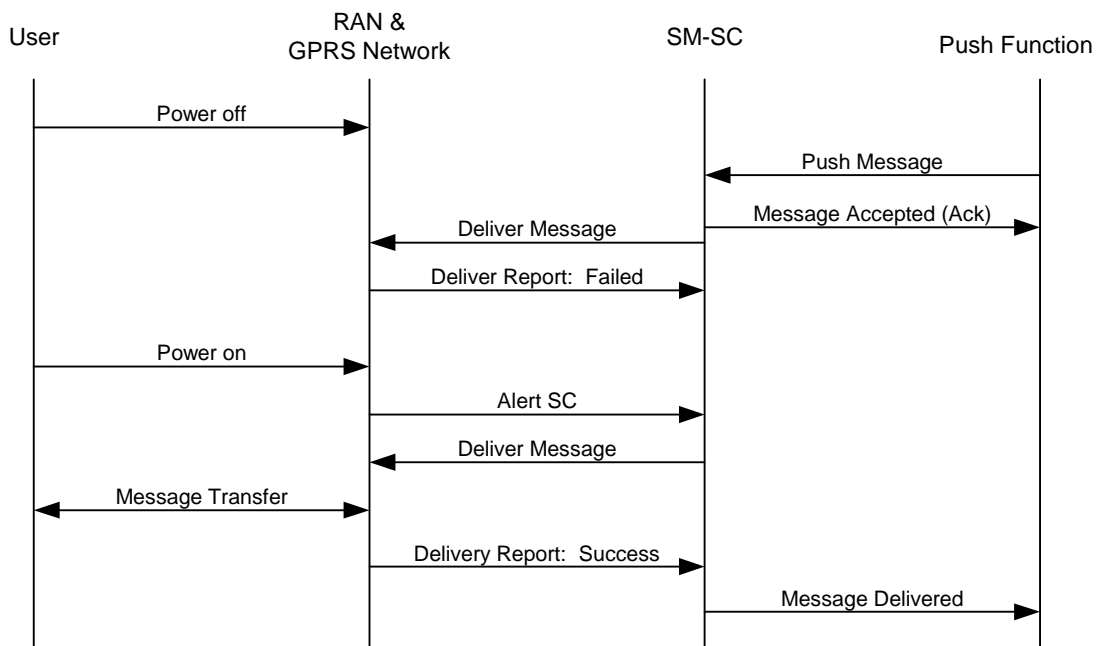 User
RAN &
GPRS Network
SM-SC
Push Function
Power off
Push Message
Message Accepted (Ack)
Deliver Message
Deliver Report: Failed
Power on
Alert SC
Deliver Message
Message Transfer
Delivery Report: Success
Message Delivered